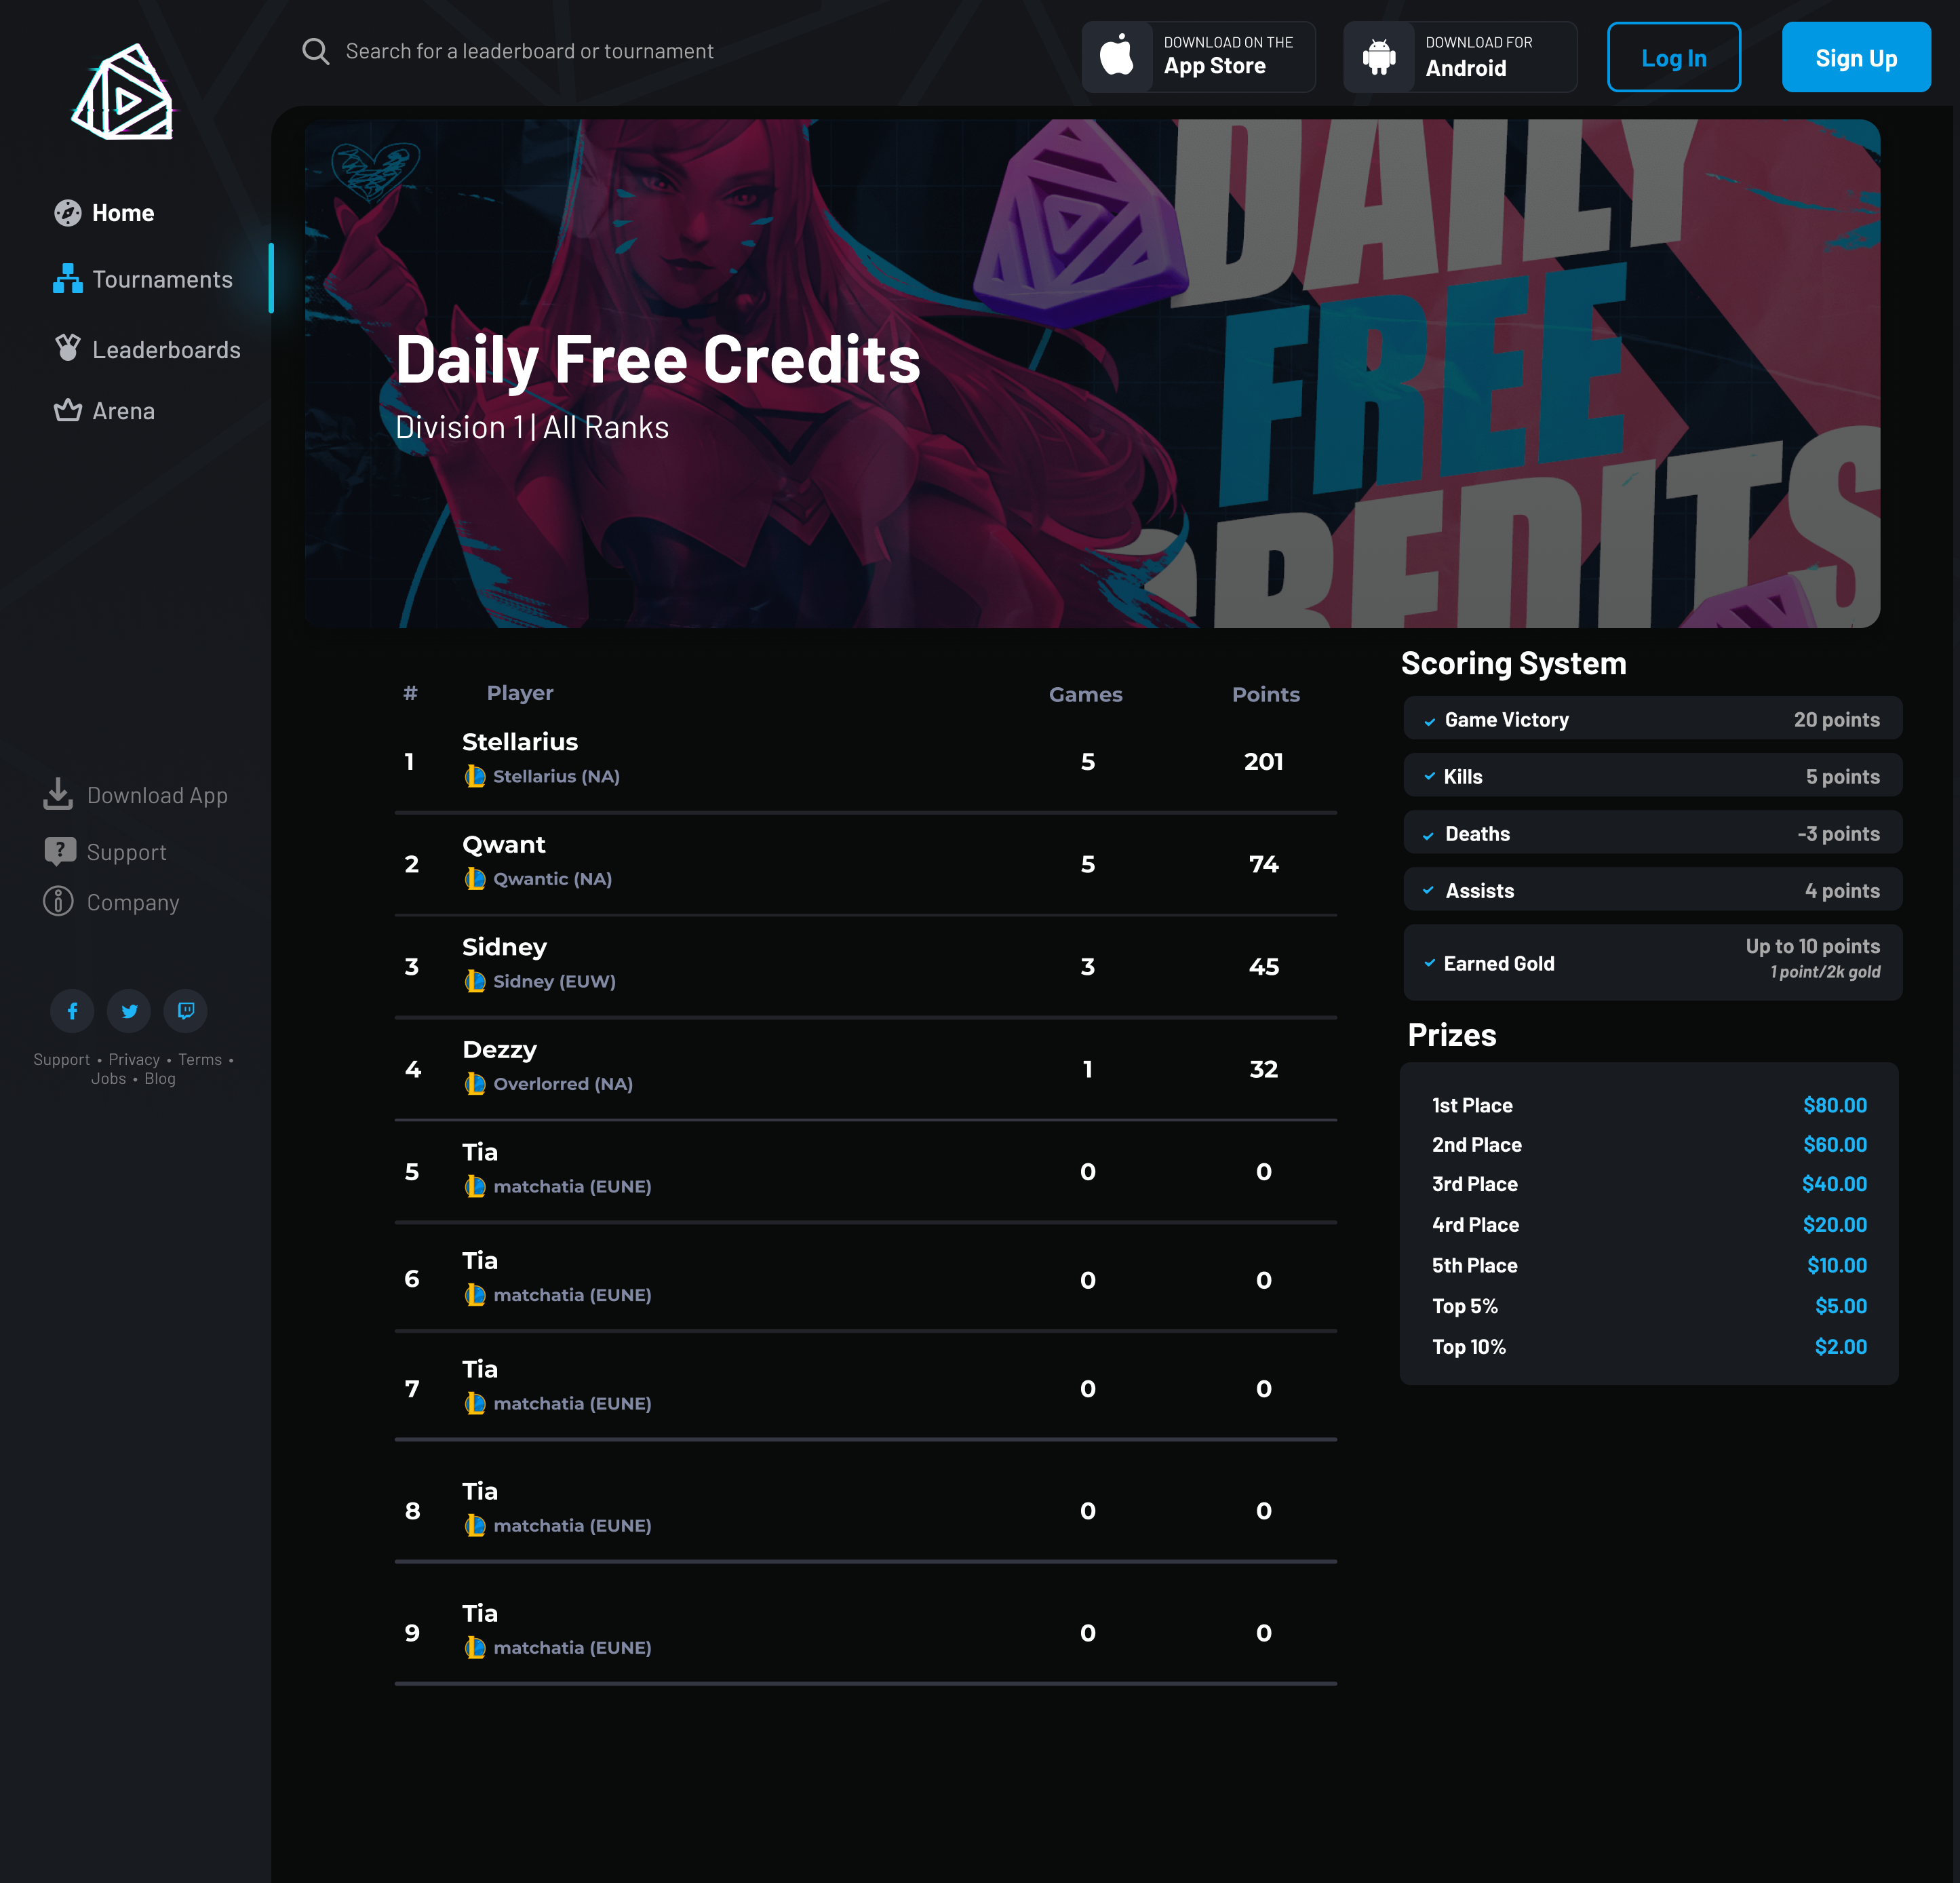 Search for a leaderboard or tournament
DOWNLOAD ON THE
App Store
DOWNLOAD FOR
Android
Log In
Sign Up
Home
Tournaments
Leaderboards
Arena
Download App
Support
Company
Support • Privacy • Terms •
Jobs • Blog
DAILY
FREE
CREDITS
Daily Free Credits
Division 1 | All Ranks
# Player Games Points
1 Stellarius 5 201
Stellarius (NA)
2 Qwant 5 74
Qwantic (NA)
3 Sidney 3 45
Sidney (EUW)
4 Dezzy 1 32
Overlorred (NA)
5 Tia 0 0
matchatia (EUNE)
6 Tia 0 0
matchatia (EUNE)
7 Tia 0 0
matchatia (EUNE)
8 Tia 0 0
matchatia (EUNE)
9 Tia 0 0
matchatia (EUNE)
Scoring System
Game Victory 20 points
Kills 5 points
Deaths -3 points
Assists 4 points
Earned Gold Up to 10 points
1 point/2k gold
Prizes
1st Place $80.00
2nd Place $60.00
3rd Place $40.00
4rd Place $20.00
5th Place $10.00
Top 5% $5.00
Top 10% $2.00